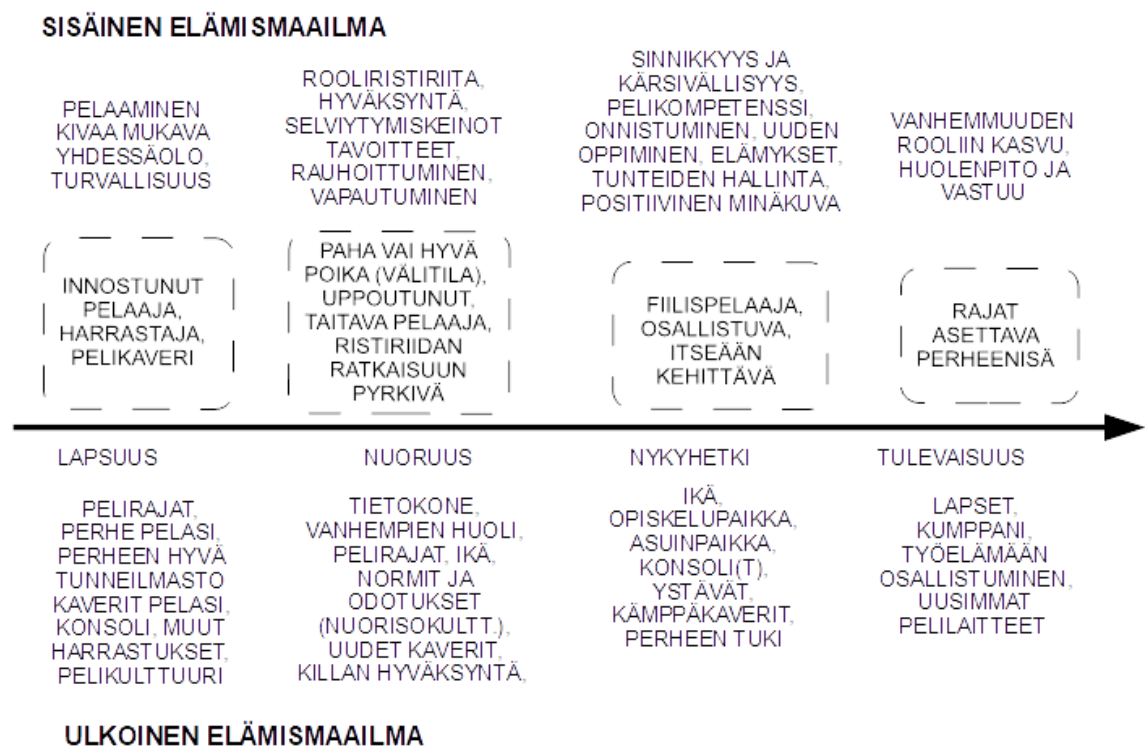 SISÄINEN ELÄMISMAAILMA
PELAAMINEN
KIVAA MUKAVA
YHDESSÄOLO,
TURVALLISUUS
ROOLIRISTIRIITA,
HYVÄKSYNTÄ,
SELVIYTYMISKEINOT
TAVOITTEET,
RAUHOITTUMINEN,
VAPAUTUMINEN
SINNIKKYYS JA
KÄRSIVÄLLISYYS,
PELIKOMPETENSSI,
ONNISTUMINEN, UUDEN
OPPIMINEN, ELÄMYKSET,
TUNTEIDEN HALLINTA,
POSITIIVINEN MINÄKUVA
VANHEMMUUDEN
ROOLIIN KASVU,
HUOLENPITO JA
VASTUU
INNOSTUNUT
PELAAJA,
HARRASTAJA,
PELIKAVERI
PAHA VAI HYVÄ
POIKA (VÄLITILA),
UPPOUTUNUT,
TAITAVA PELAAJA,
RISTIRIIDAN
RATKAISUUN
PYRKIVÄ
FIILISPELAAJA,
OSALLISTUVA,
ITSEÄÄN
KEHITTÄVÄ
RAJAT
ASETTAVA
PERHEENISÄ
LAPSUUS
NUORUUS
NYKYHETKI
TULEVAISUUS
PELIRAJAT,
PERHE PELASI,
PERHEEN HYVÄ
TUNNEILMASTO
KAVERIT PELASI,
KONSOLI, MUUT
HARRASTUKSET,
PELIKULTTUURI
TIETOKONE,
VANHEMPIEN HUOLI,
PELIRAJAT, IKÄ,
NORMIT JA
ODOTUKSET
(NUORISOKULTT.),
UUDET KAVERIT,
KILLAN HYVÄKSYNTÄ,
IKÄ,
OPISKELUPAIKKA,
ASUINPAIKKA,
KONSOLI(T),
YSTÄVÄT,
KÄMPPÄKAVERIT,
PERHEEN TUKI
LAPSET,
KUMPPANI,
TYÖELÄMÄÄN
OSALLISTUMINEN,
UUSIMMAT
PELILAITTEET
ULKOINEN ELÄMISMAAILMA